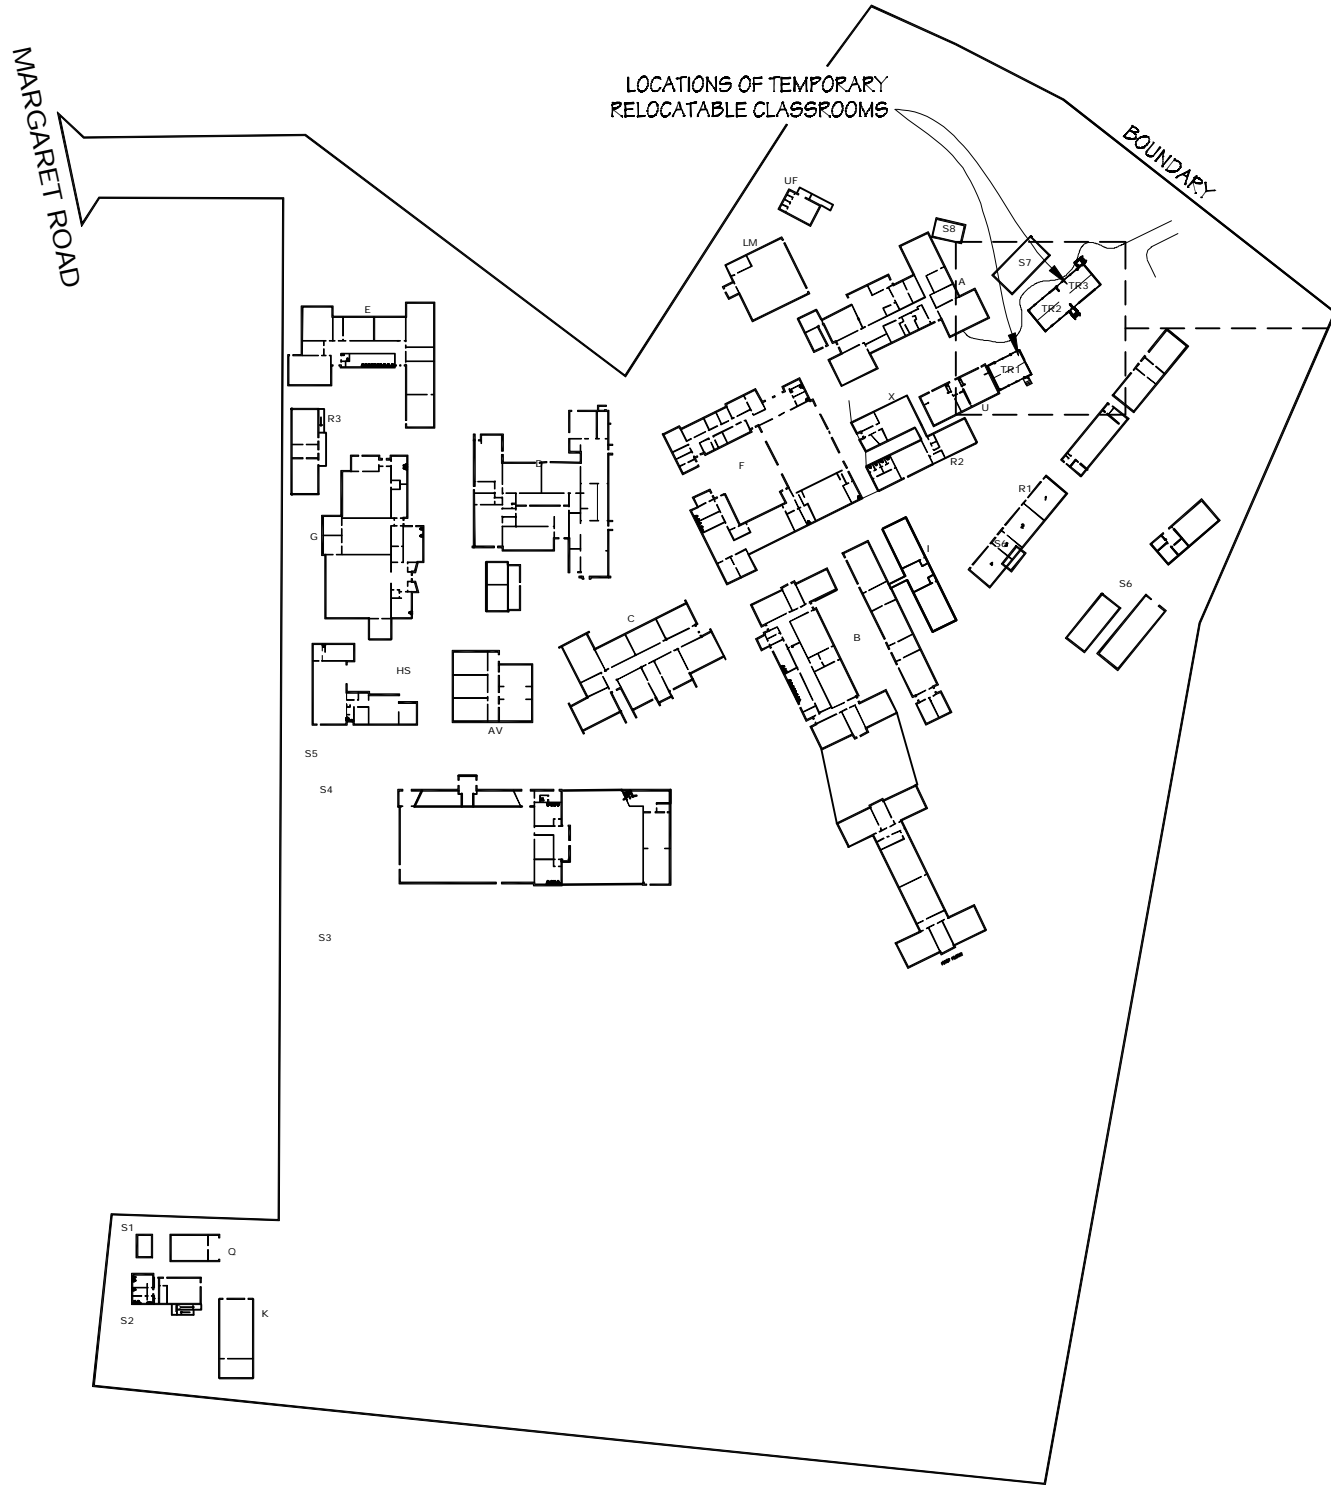 MARGARET ROAD
LOCATIONS OF TEMPORARY
RELOCATABLE CLASSROOMS
BOUNDARY
UF
LM
S8
S7
A
TR3
TR2
TR1
E
R3
X
U
D
F
R2
G
R1
I
S6
S6
C
B
HS
AV
S5
S4
S3
S1
Q
S2
K